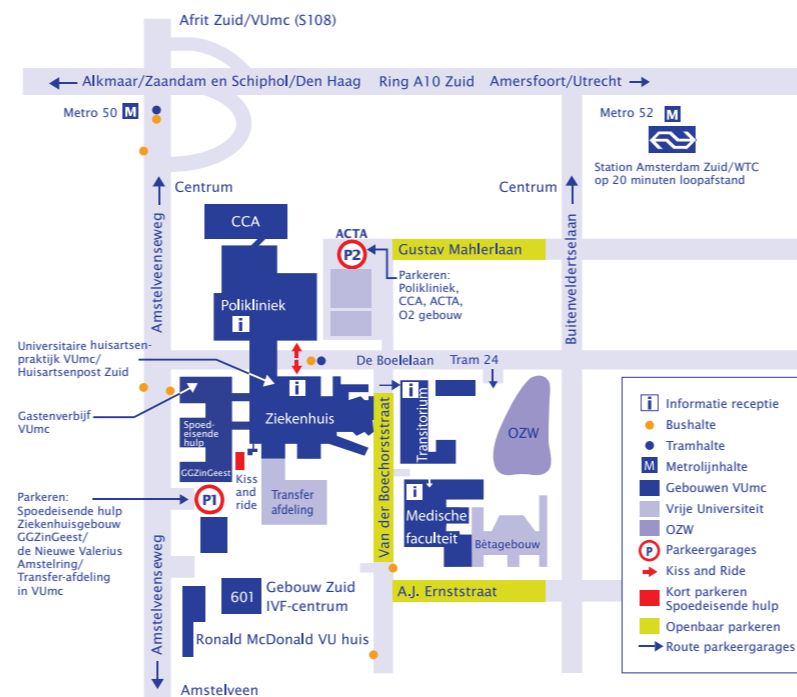 Afrit Zuid/VUmc (S108)
Alkmaar/Zaandam en Schiphol/Den Haag
Ring A10 Zuid
Amersfoort/Utrecht
Metro 50 M
Metro 52 M
Station Amsterdam Zuid/WTC
op 20 minuten loopafstand
Centrum
Centrum
Amstelveenseweg
Buitenveldertselaan
CCA
ACTA
P2
Gustav Mahlerlaan
Parkeren:
Polikliniek,
CCA, ACTA,
O2 gebouw
Polikliniek
i
Universitaire huisartsen-
praktijk VUmc/
Huisartsenpost Zuid
De Boelelaan
Tram 24
i
Ziekenhuis
i
Transitorium
OZW
Gastenverbijf
VUmc
Spoed-
eisende
hulp
GGZinGeest
Kiss
and
ride
Transfer
afdeling
Van der Boechorststraat
P1
Parkeren:
Spoedeisende hulp
Ziekenhuisgebouw
GGZinGeest/
de Nieuwe Valerius
Amstelring/
Transfer-afdeling
in VUmc
i
Medische
faculteit
Bètagebouw
Amstelveenseweg
601
Gebouw Zuid
IVF-centrum
A.J. Ernststraat
Ronald McDonald VU huis
Amstelveen
i Informatie receptie
Bushalte
Tramhalte
M Metrolijnhalte
Gebouwen VUmc
Vrije Universiteit
OZW
P Parkeergarages
Kiss and Ride
Kort parkeren
Spoedeisende hulp
Openbaar parkeren
Route parkeergarages